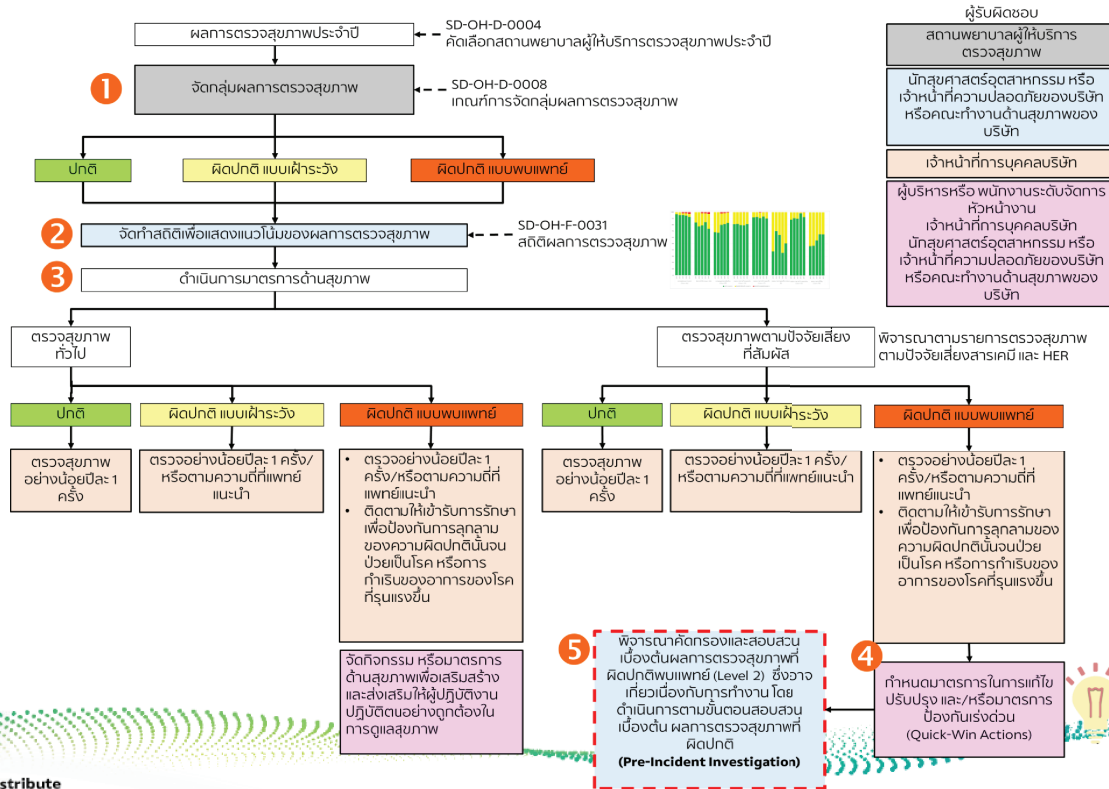 ผลการตรวจสุขภาพประจำปี
SD-OH-D-0004
คัดเลือกสถานพยาบาลผู้ให้บริการตรวจสุขภาพประจำปี
1
จัดกลุ่มผลการตรวจสุขภาพ
SD-OH-D-0008
เกณฑ์การจัดกลุ่มผลการตรวจสุขภาพ
ปกติ
ผิดปกติ แบบเฝ้าระวัง
ผิดปกติ แบบพบแพทย์
2
จัดทำสถิติเพื่อแสดงแนวโน้มของผลการตรวจสุขภาพ
SD-OH-F-0031
สถิติผลการตรวจสุขภาพ
3
ดำเนินการมาตรการด้านสุขภาพ
ผู้รับผิดชอบ
สถานพยาบาลผู้ให้บริการ
ตรวจสุขภาพ
นักสุขศาสตร์อุตสาหกรรม หรือ
เจ้าหน้าที่ความปลอดภัยของบริษัท
หรือคณะทำงานด้านสุขภาพของ
บริษัท
เจ้าหน้าที่การบุคคลบริษัท
ผู้บริหารหรือ พนักงานระดับจัดการ
หัวหน้างาน
เจ้าหน้าที่การบุคคลบริษัท
นักสุขศาสตร์อุตสาหกรรม หรือ
เจ้าหน้าที่ความปลอดภัยของบริษัท
หรือคณะทำงานด้านสุขภาพของ
บริษัท
ตรวจสุขภาพ
ทั่วไป
ตรวจสุขภาพตามปัจจัยเสี่ยง
ที่สัมผัส
พิจารณาตามรายการตรวจสุขภาพ
ตามปัจจัยเสี่ยงสารเคมี และ HER
ปกติ
ผิดปกติ แบบเฝ้าระวัง
ผิดปกติ แบบพบแพทย์
ปกติ
ผิดปกติ แบบเฝ้าระวัง
ผิดปกติ แบบพบแพทย์
ตรวจสุขภาพ
อย่างน้อยปีละ 1
ครั้ง
ตรวจอย่างน้อยปีละ 1 ครั้ง/
หรือตามความถี่ที่แพทย์
แนะนำ
• ตรวจอย่างน้อยปีละ 1
ครั้ง/หรือตามความถี่ที่
แพทย์แนะนำ
• ติดตามให้เข้ารับการรักษา
เพื่อป้องกันการลุกลาม
ของความผิดปกตินั้นจน
ป่วยเป็นโรค หรือการ
กำเริบของอาการของโรค
ที่รุนแรงขึ้น
ตรวจสุขภาพ
อย่างน้อยปีละ 1
ครั้ง
ตรวจอย่างน้อยปีละ 1 ครั้ง/
หรือตามความถี่ที่แพทย์แนะนำ
• ตรวจอย่างน้อยปีละ 1
ครั้ง/หรือตามความถี่ที่
แพทย์แนะนำ
• ติดตามให้เข้ารับการรักษา
เพื่อป้องกันการลุกลามของ
ความผิดปกตินั้นจนป่วย
เป็นโรค หรือการกำเริบของ
อาการของโรคที่รุนแรงขึ้น
จัดกิจกรรม หรือมาตรการ
ด้านสุขภาพเพื่อเสริมสร้าง
และส่งเสริมให้ผู้ปฏิบัติงาน
ปฏิบัติตนอย่างถูกต้องใน
การดูแลสุขภาพ
5
พิจารณาคัดกรองและสอบสวน
เบื้องต้นผลการตรวจสุขภาพที่
ผิดปกติพบแพทย์ (Level 2) ซึ่งอาจ
เกี่ยวเนื่องกับการทำงาน โดย
ดำเนินการตามขั้นตอนสอบสวน
เบื้องต้น ผลการตรวจสุขภาพที่
ผิดปกติ
(Pre-Incident Investigation)
4
กำหนดมาตรการในการแก้ไข
ปรับปรุง และ/หรือมาตรการ
ป้องกันเร่งด่วน
(Quick-Win Actions)
stribute